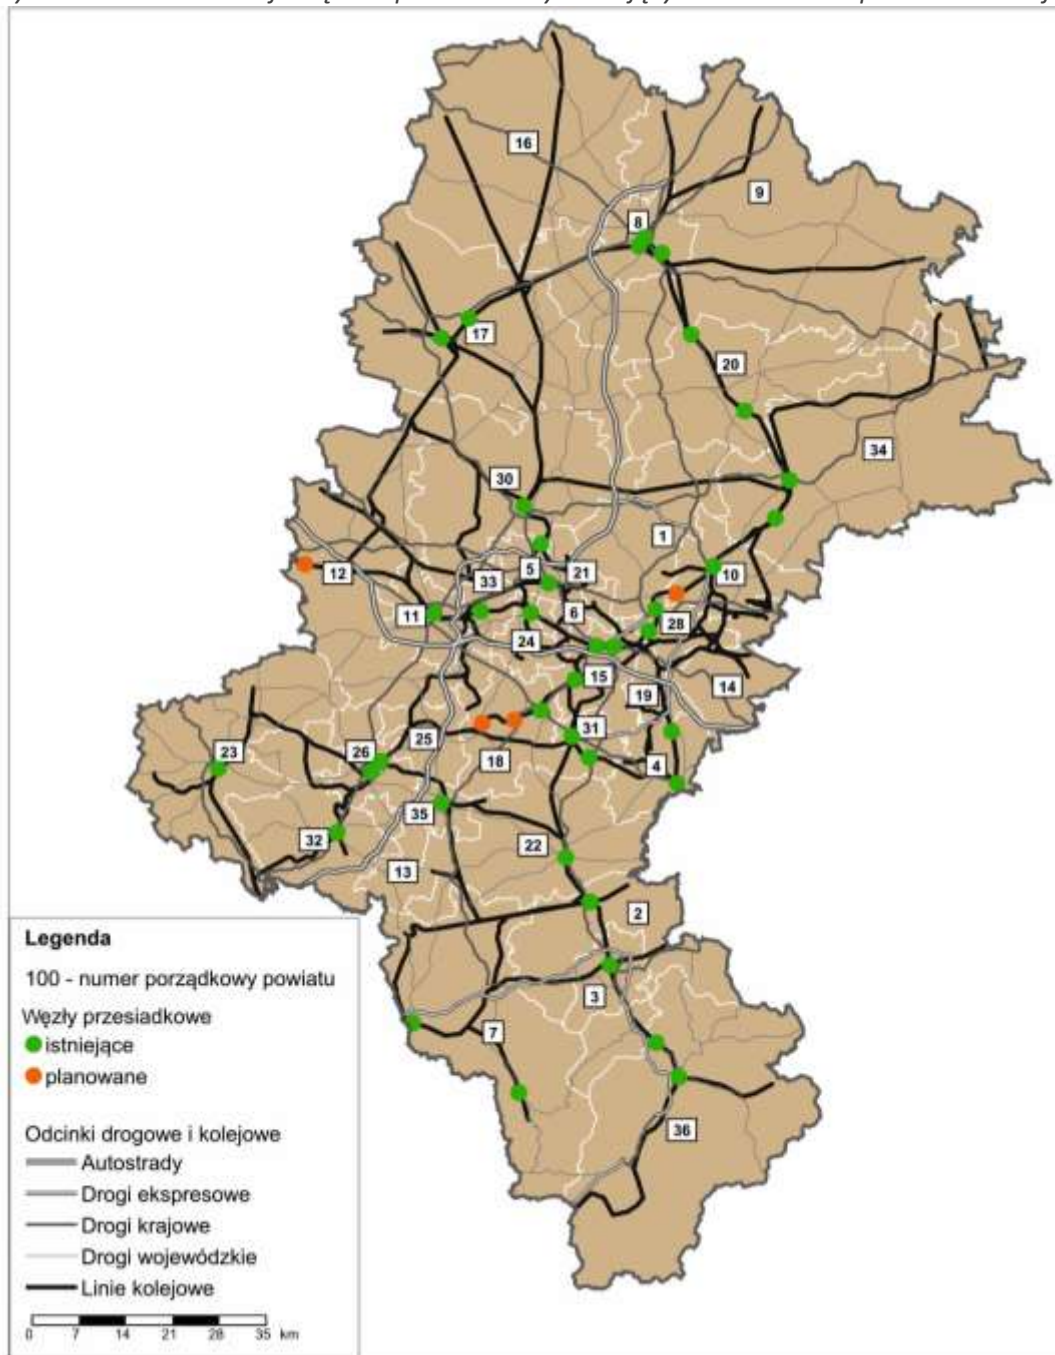 16
9
8
17
20
34
30
1
5
21
10
12
33
6
11
28
24
15
14
19
23
26
25
31
18
4
35
32
22
13
2
3
7
36
Legenda
100 - numer porządkowy powiatu
Węzły przesiadkowe
istniejące
planowane
Odcinki drogowe i kolejowe
Autostrady
Drogi ekspresowe
Drogi krajowe
Drogi wojewódzkie
Linie kolejowe
0 7 14 21 28 35 km